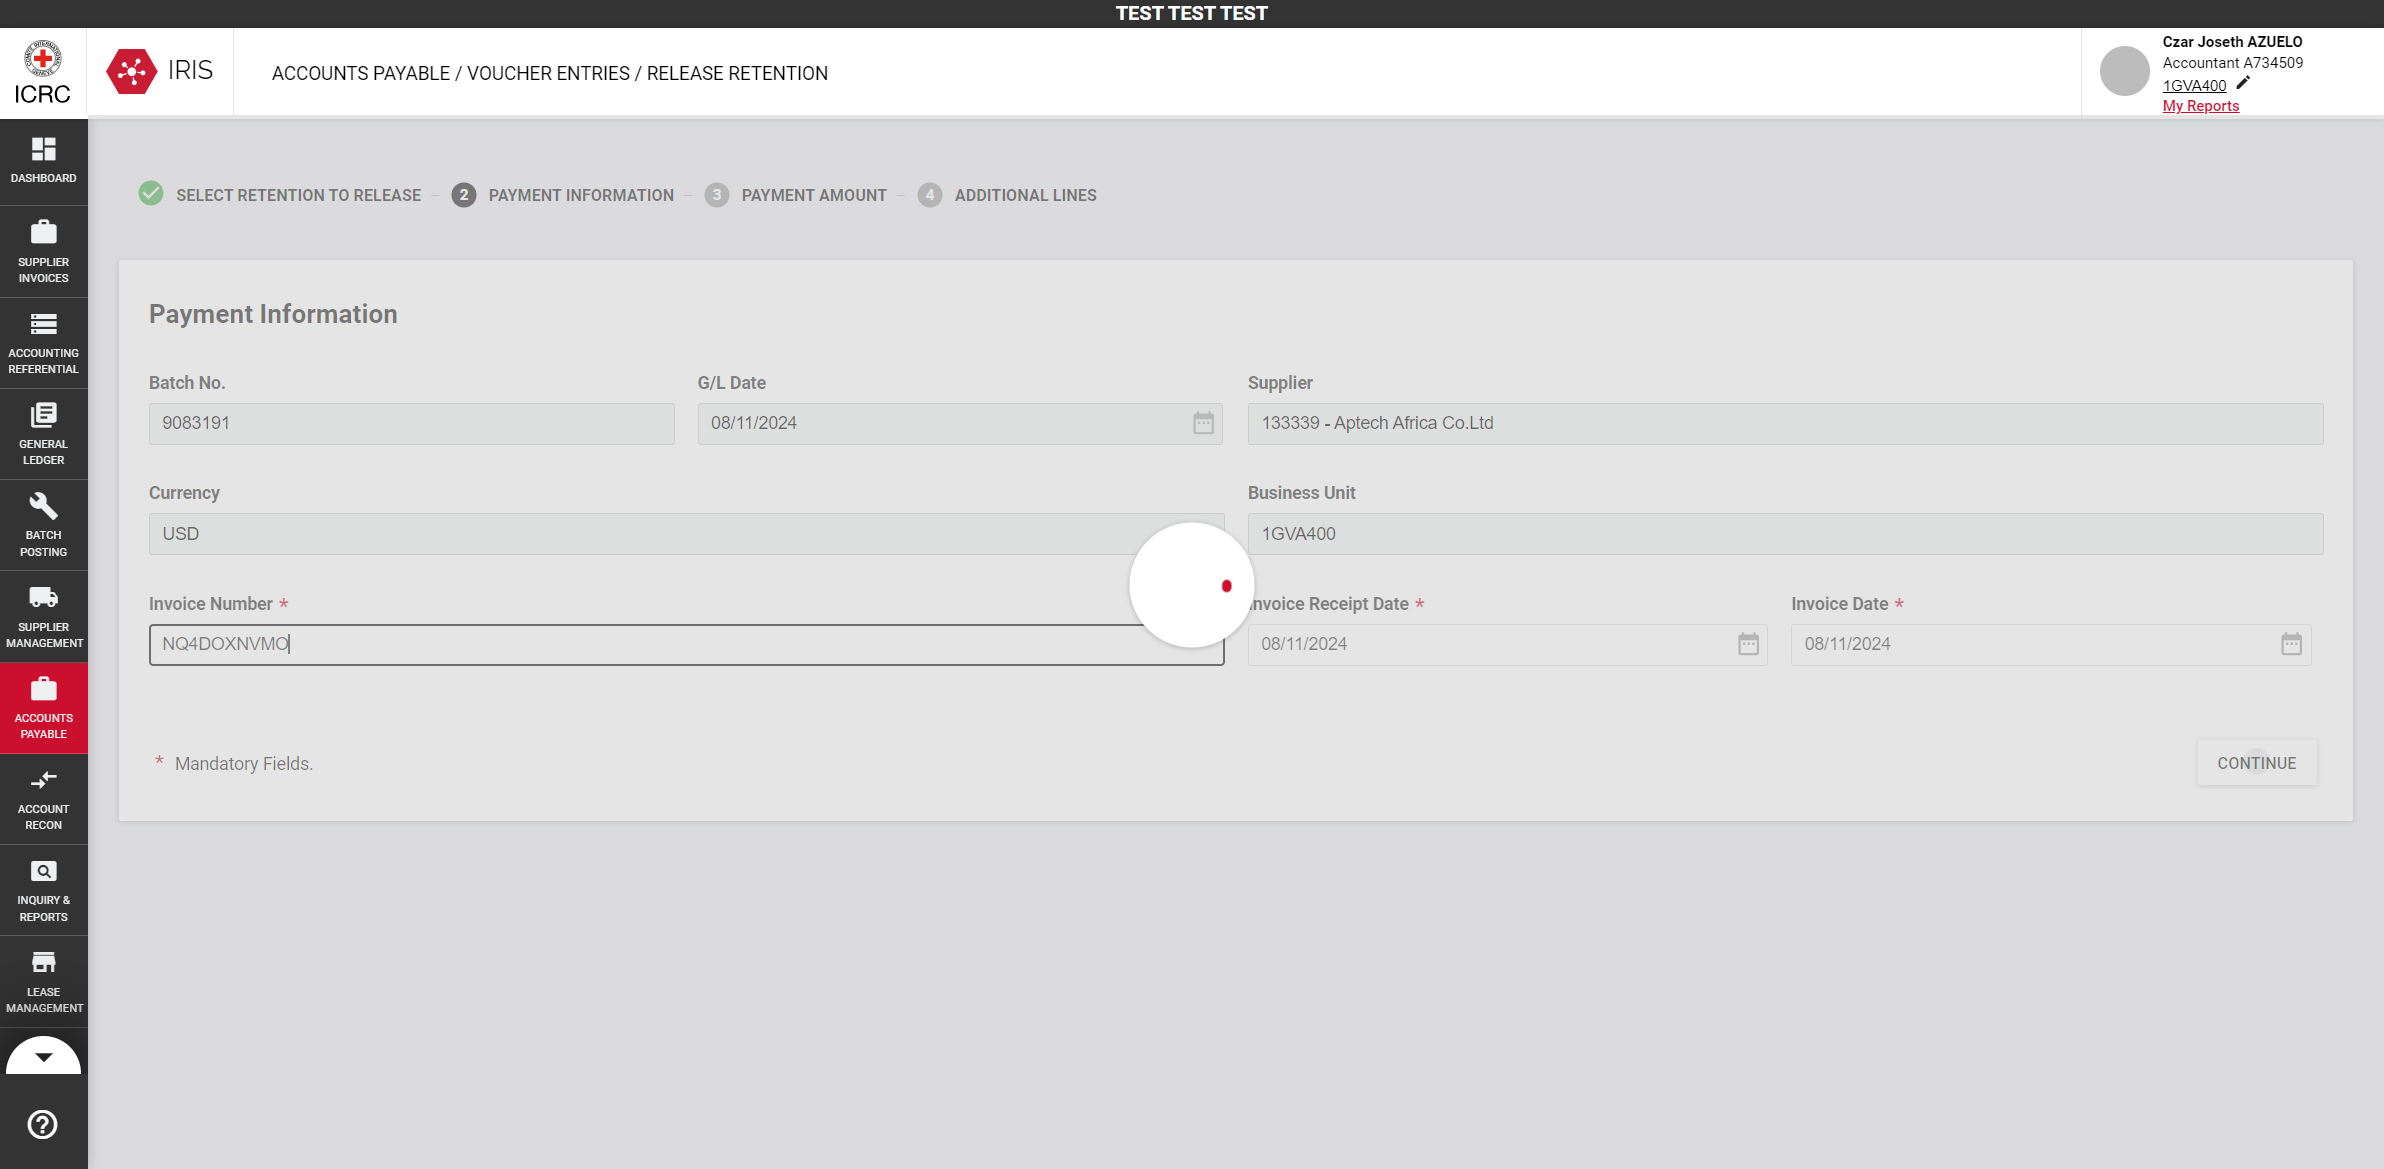 TEST TEST TEST
ICRC
IRIS
ACCOUNTS PAYABLE / VOUCHER ENTRIES / RELEASE RETENTION
Czar Joseth AZUELO
Accountant A734509
1GVA400
My Reports
DASHBOARD
SUPPLIER
INVOICES
ACCOUNTING
REFERENTIAL
GENERAL
LEDGER
BATCH
POSTING
SUPPLIER
MANAGEMENT
ACCOUNTS
PAYABLE
ACCOUNT
RECON
INQUIRY &
REPORTS
LEASE
MANAGEMENT
SELECT RETENTION TO RELEASE
2 PAYMENT INFORMATION
3 PAYMENT AMOUNT
4 ADDITIONAL LINES
Payment Information
Batch No.
9083191
G/L Date
08/11/2024
Supplier
133339 - Aptech Africa Co.Ltd
Currency
USD
Business Unit
1GVA400
Invoice Number *
NQ4DOXNVMO
Invoice Receipt Date *
08/11/2024
Invoice Date *
08/11/2024
* Mandatory Fields.
CONTINUE